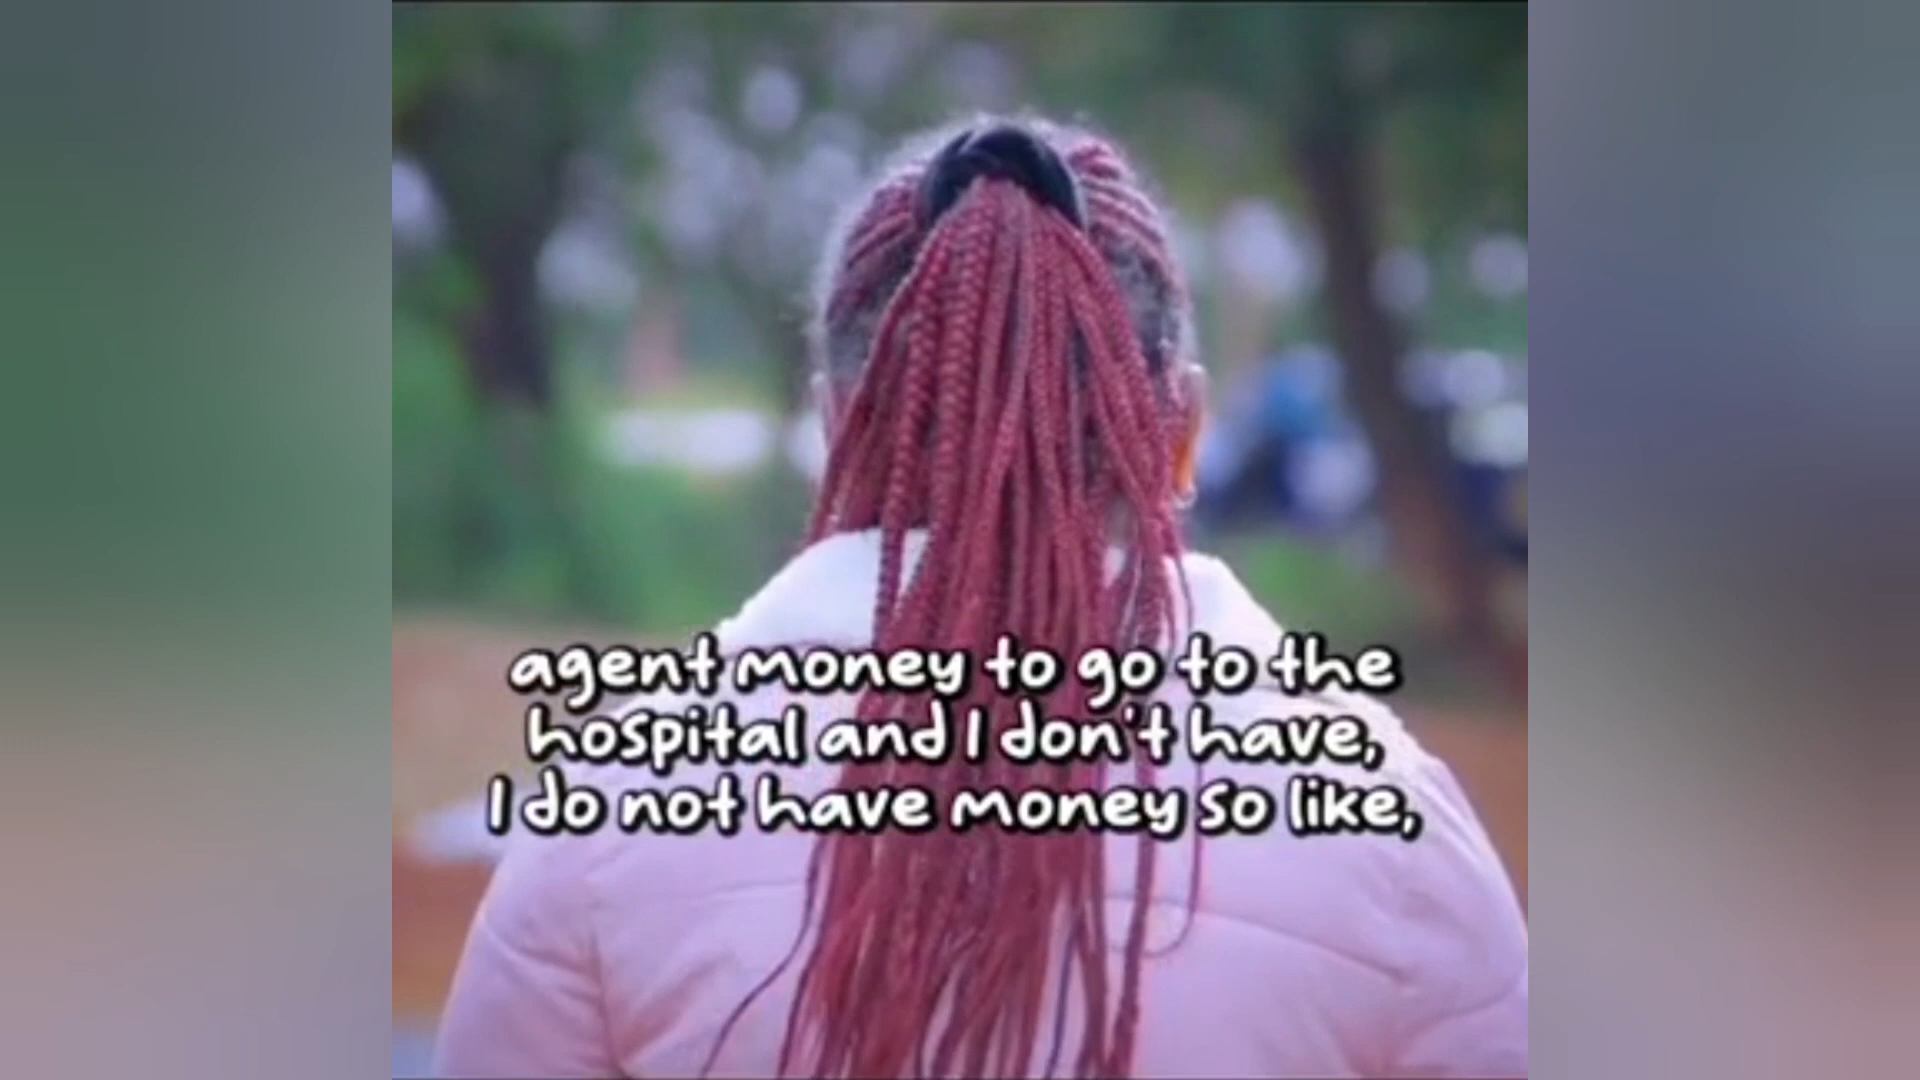 agent money to go to the
hospital and I don't have,
I do not have money so like,